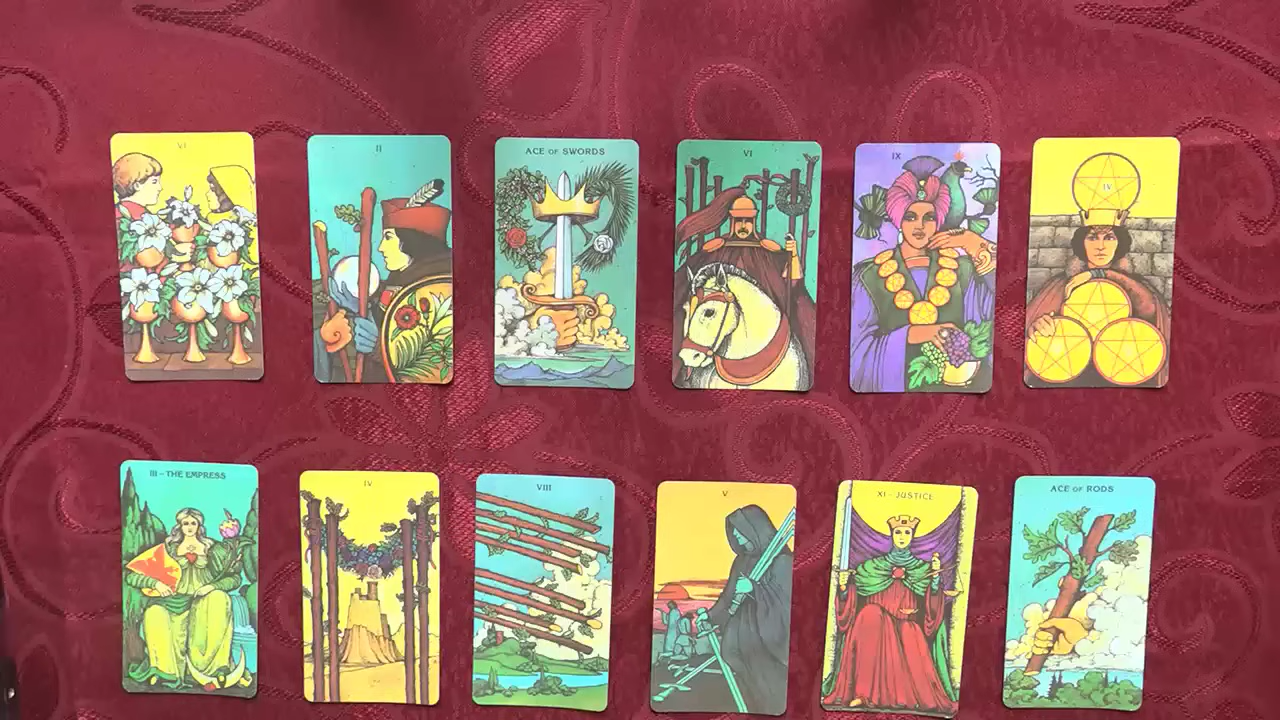 VI
II
ACE OF SWORDS
VI
IX
IV
III - THE EMPRESS
IV
VIII
V
XI - JUSTICE
ACE OF RODS